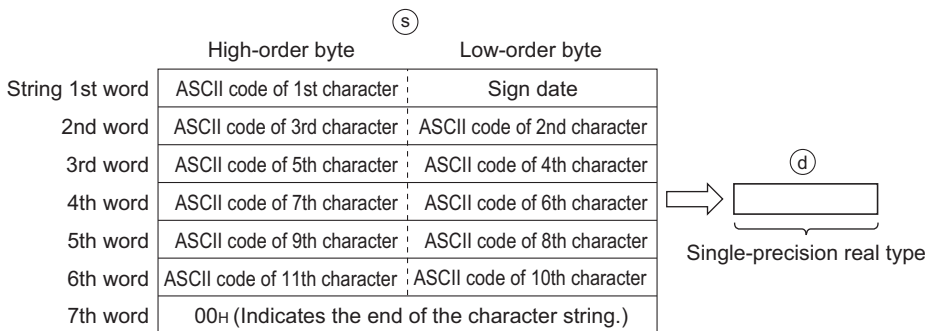 s
High-order byte Low-order byte
String 1st word ASCII code of 1st character Sign date
2nd word ASCII code of 3rd character ASCII code of 2nd character
3rd word ASCII code of 5th character ASCII code of 4th character
4th word ASCII code of 7th character ASCII code of 6th character
5th word ASCII code of 9th character ASCII code of 8th character
6th word ASCII code of 11th character ASCII code of 10th character
7th word 00H (Indicates the end of the character string.)
d
Single-precision real type